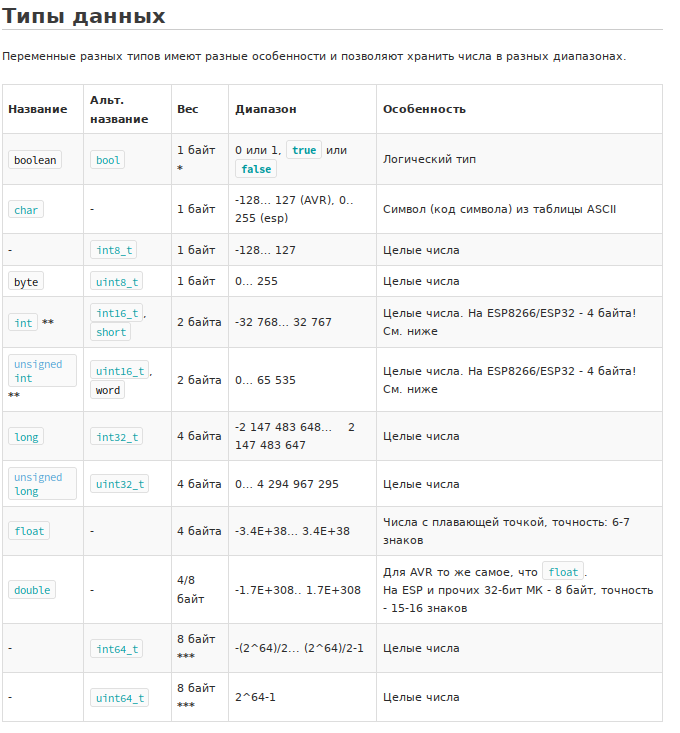 Типы данных
Переменные разных типов имеют разные особенности и позволяют хранить числа в разных диапазонах.
Название Альт. название Вес Диапазон Особенность
boolean bool 1 байт * 0 или 1, true или false Логический тип
char - 1 байт -128… 127 (AVR), 0.. 255 (esp) Символ (код символа) из таблицы ASCII
- int8_t 1 байт -128… 127 Целые числа
byte uint8_t 1 байт 0… 255 Целые числа
int ** int16_t, short 2 байта -32 768… 32 767 Целые числа. На ESP8266/ESP32 - 4 байта! См. ниже
unsigned int ** uint16_t, word 2 байта 0… 65 535 Целые числа. На ESP8266/ESP32 - 4 байта! См. ниже
long int32_t 4 байта -2 147 483 648… 2 147 483 647 Целые числа
unsigned long uint32_t 4 байта 0… 4 294 967 295 Целые числа
float - 4 байта -3.4E+38… 3.4E+38 Числа с плавающей точкой, точность: 6-7 знаков
double - 4/8 байт -1.7E+308.. 1.7E+308 Для AVR то же самое, что float. На ESP и прочих 32-бит МК - 8 байт, точность - 15-16 знаков
- int64_t 8 байт *** -(2^64)/2… (2^64)/2-1 Целые числа
- uint64_t 8 байт *** 2^64-1 Целые числа